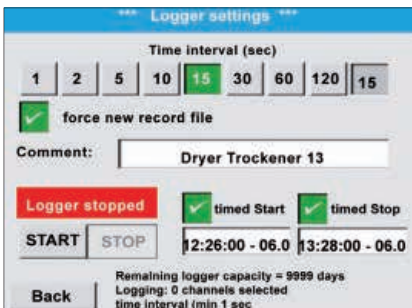 *** Logger settings ***
Time interval (sec)
1 2 5 10 15 30 60 120 15
force new record file
Comment: Dryer Trockener 13
Logger stopped timed Start timed Stop
START STOP 12:26:00 - 06.0 13:28:00 - 06.0
Remaining logger capacity = 9999 days
Logging: 0 channels selected
Back time interval (min 1 sec